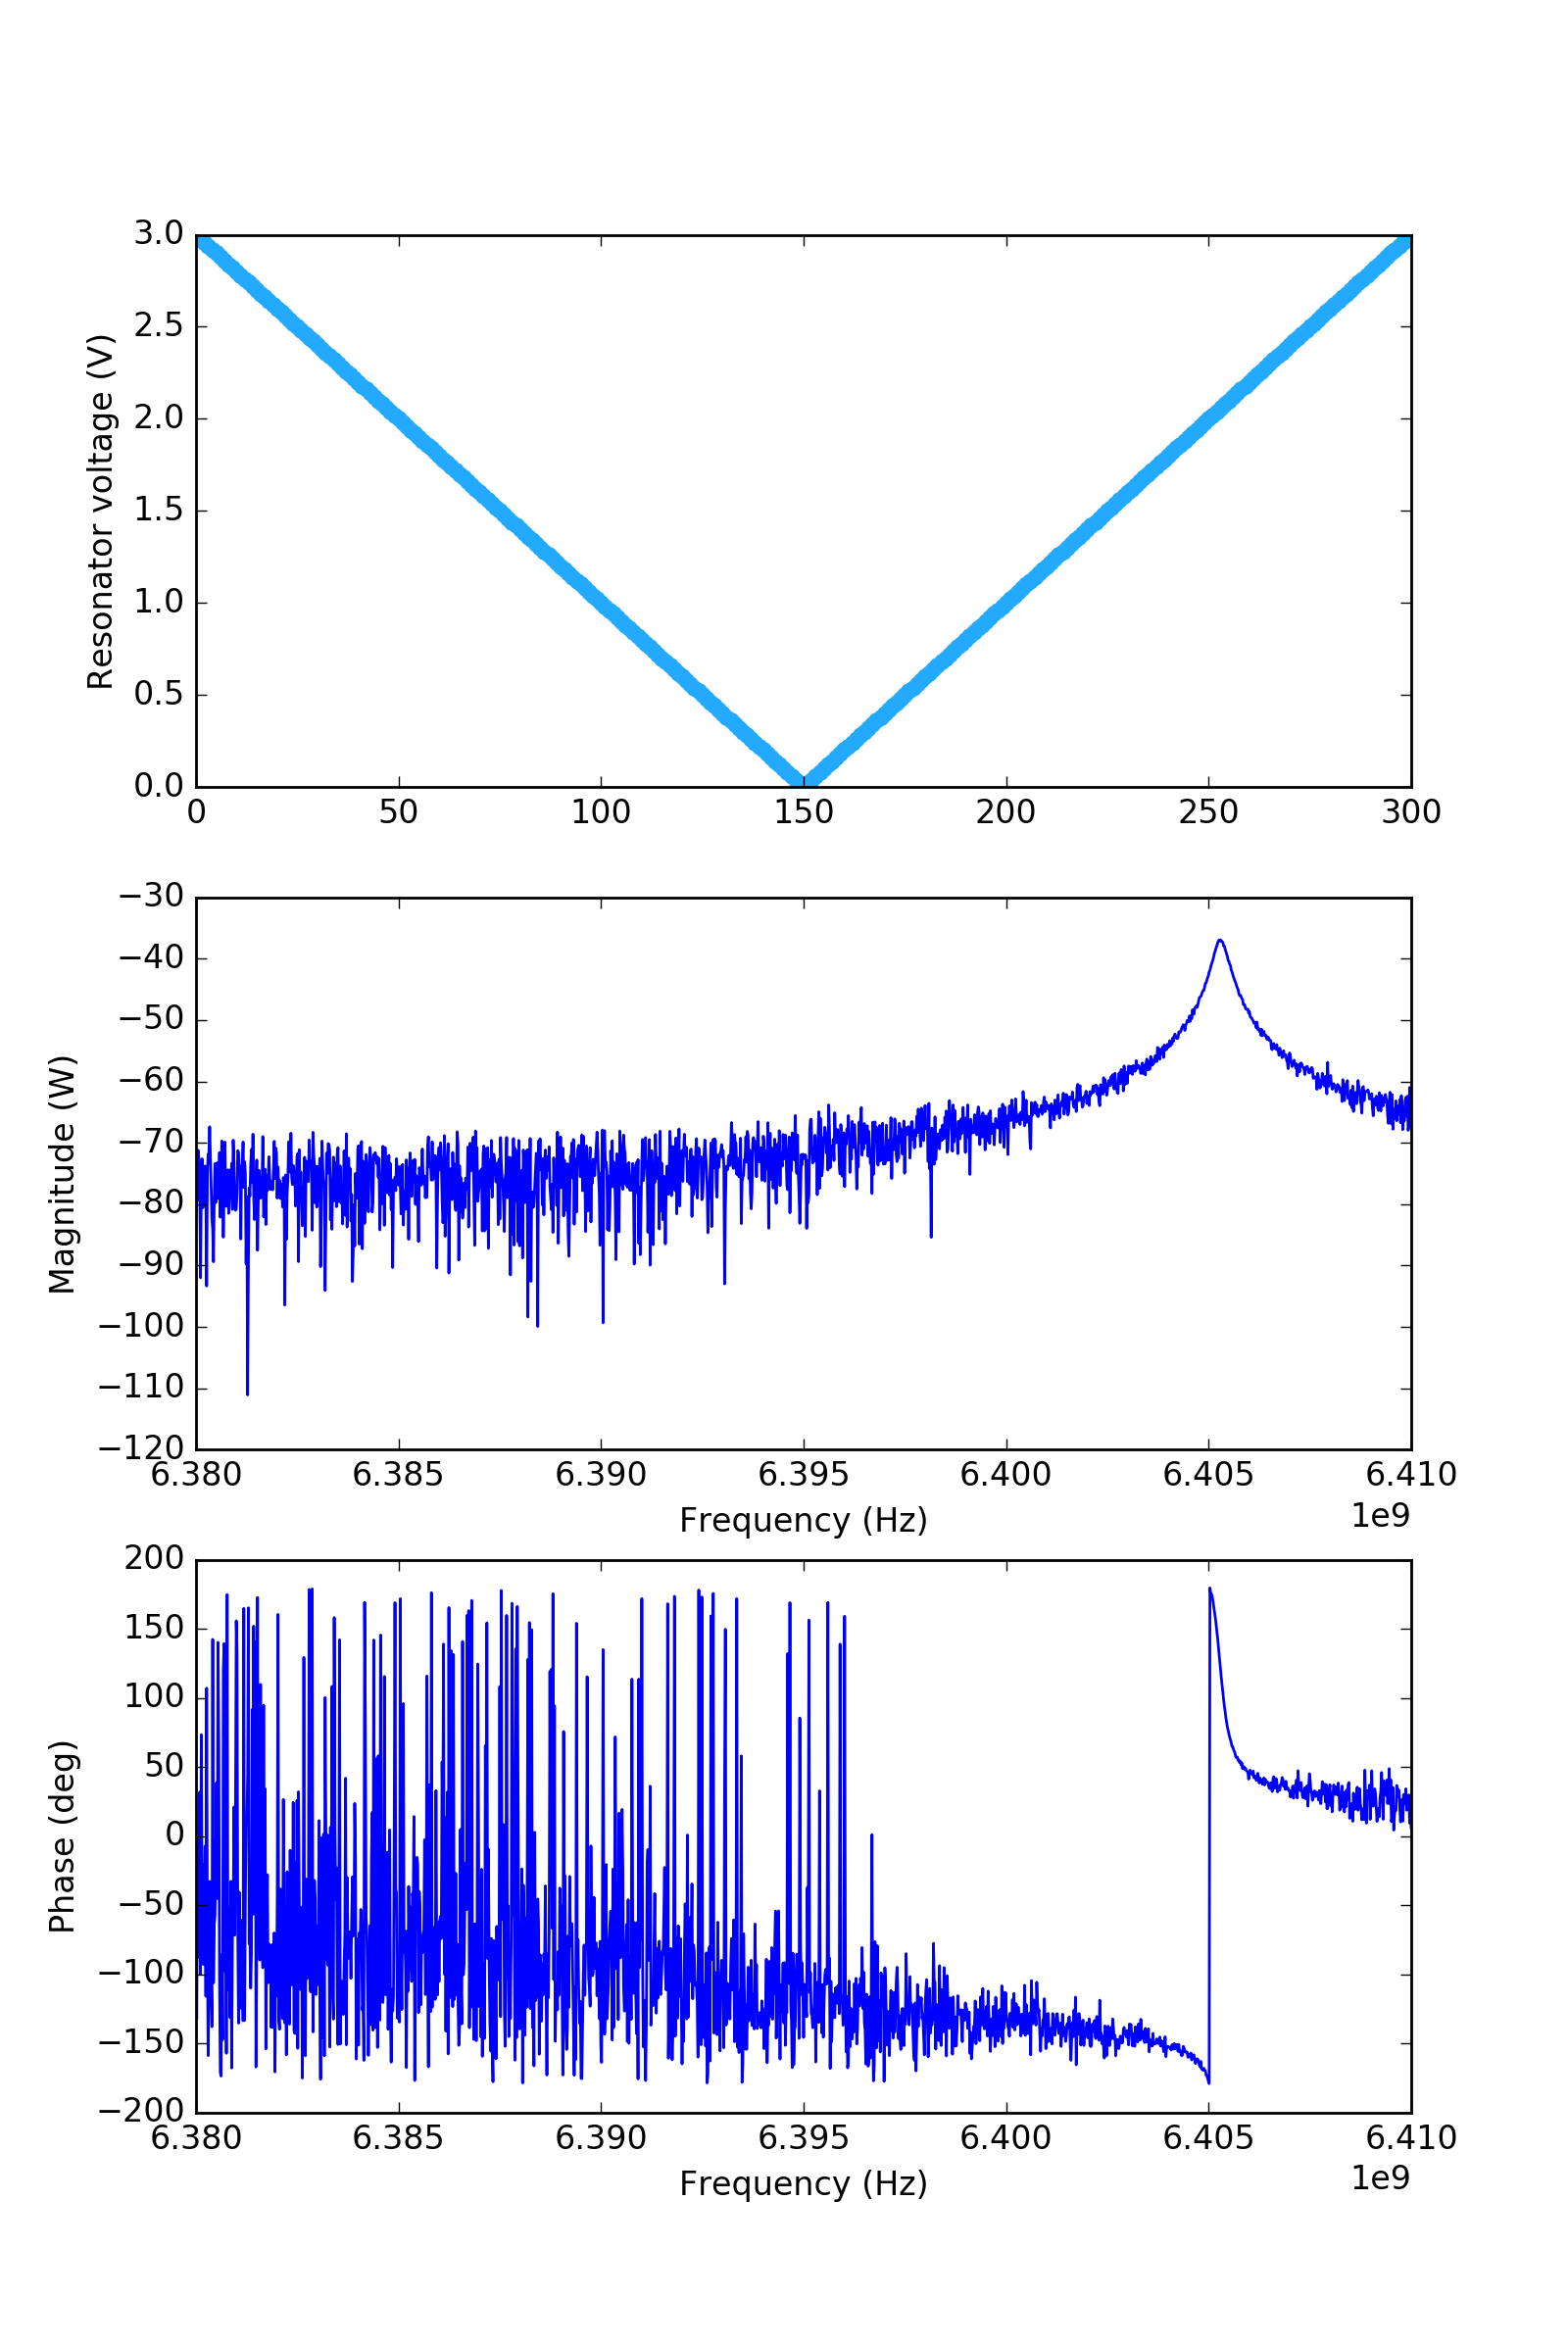 3.0
2.5
2.0
1.5
1.0
0.5
0.0
Resonator voltage (V)
0 50 100 150 200 250 300
−30
−40
−50
−60
−70
−80
−90
−100
−110
−120
Magnitude (W)
6.380 6.385 6.390 6.395 6.400 6.405 6.410
1e9
Frequency (Hz)
200
150
100
50
0
−50
−100
−150
−200
Phase (deg)
6.380 6.385 6.390 6.395 6.400 6.405 6.410
1e9
Frequency (Hz)